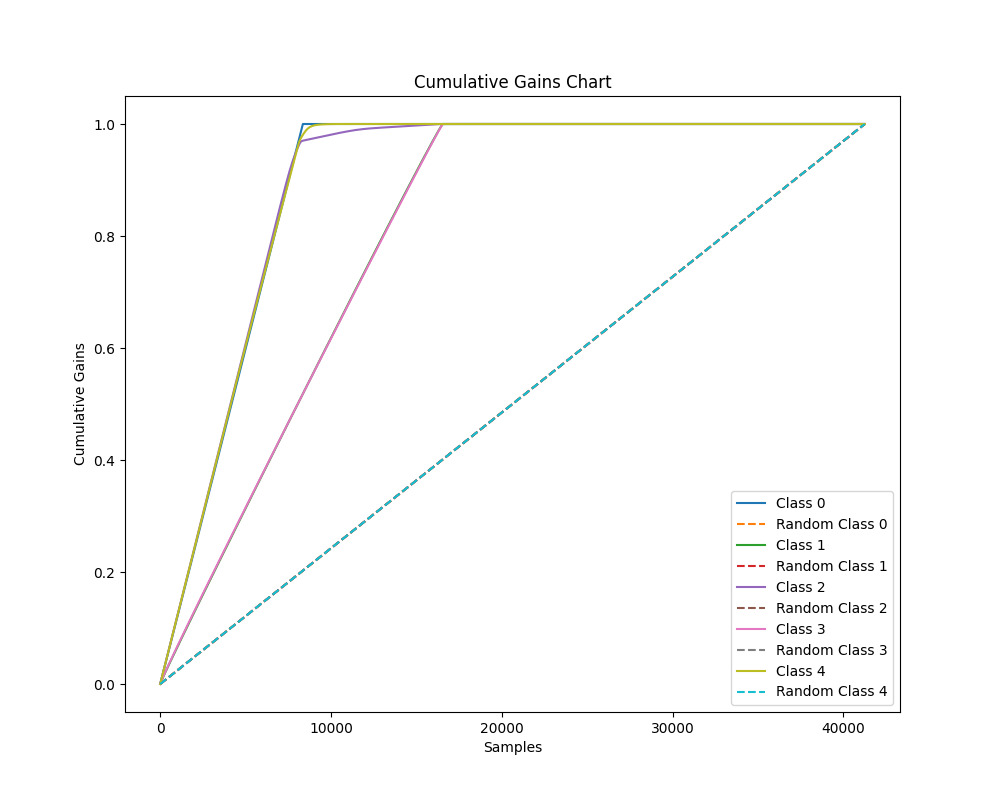 Cumulative Gains Chart
1.0
0.8
0.6
0.4
0.2
0.0
Cumulative Gains
0 10000 20000 30000 40000
Samples
Class 0
Random Class 0
Class 1
Random Class 1
Class 2
Random Class 2
Class 3
Random Class 3
Class 4
Random Class 4